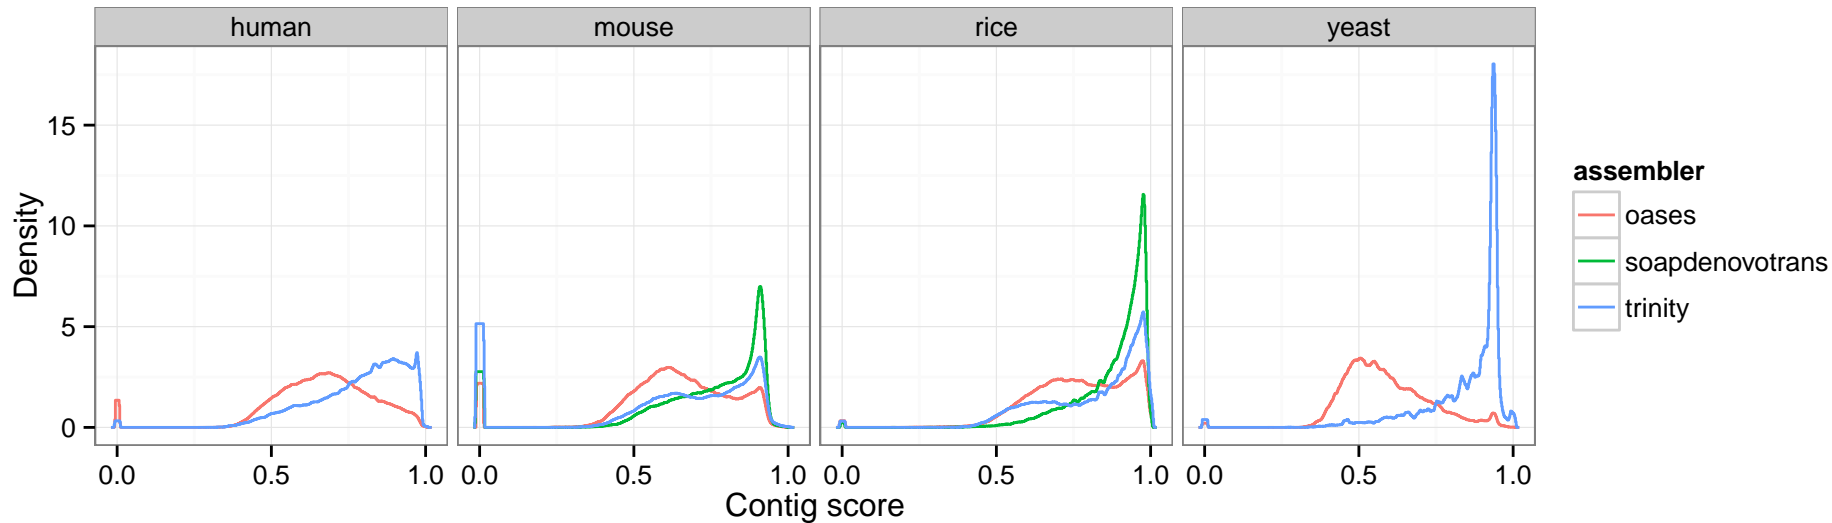 human mouse rice yeast
Density
15
10
5
0
0.0 0.5 1.0 0.0 0.5 1.0 0.0 0.5 1.0 0.0 0.5 1.0
Contig score
assembler
oases
soapdenovotrans
trinity